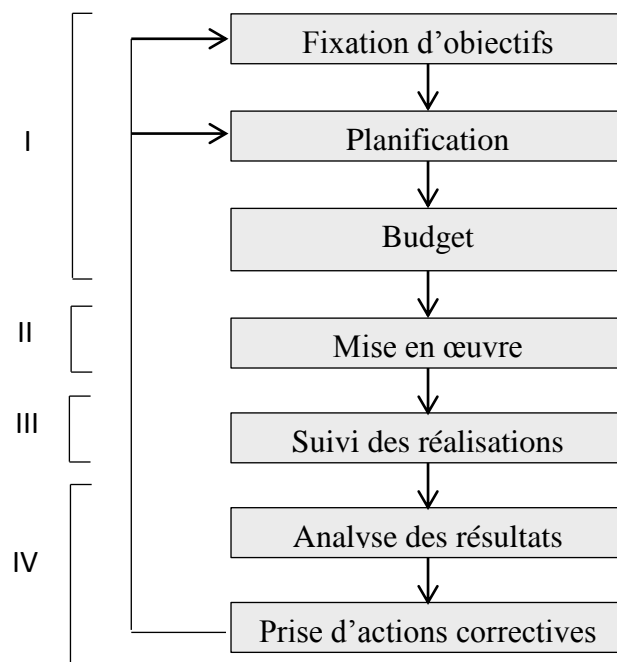 Fixation d’objectifs
I
Planification
Budget
II
Mise en œuvre
III
Suivi des réalisations
IV
Analyse des résultats
Prise d’actions correctives